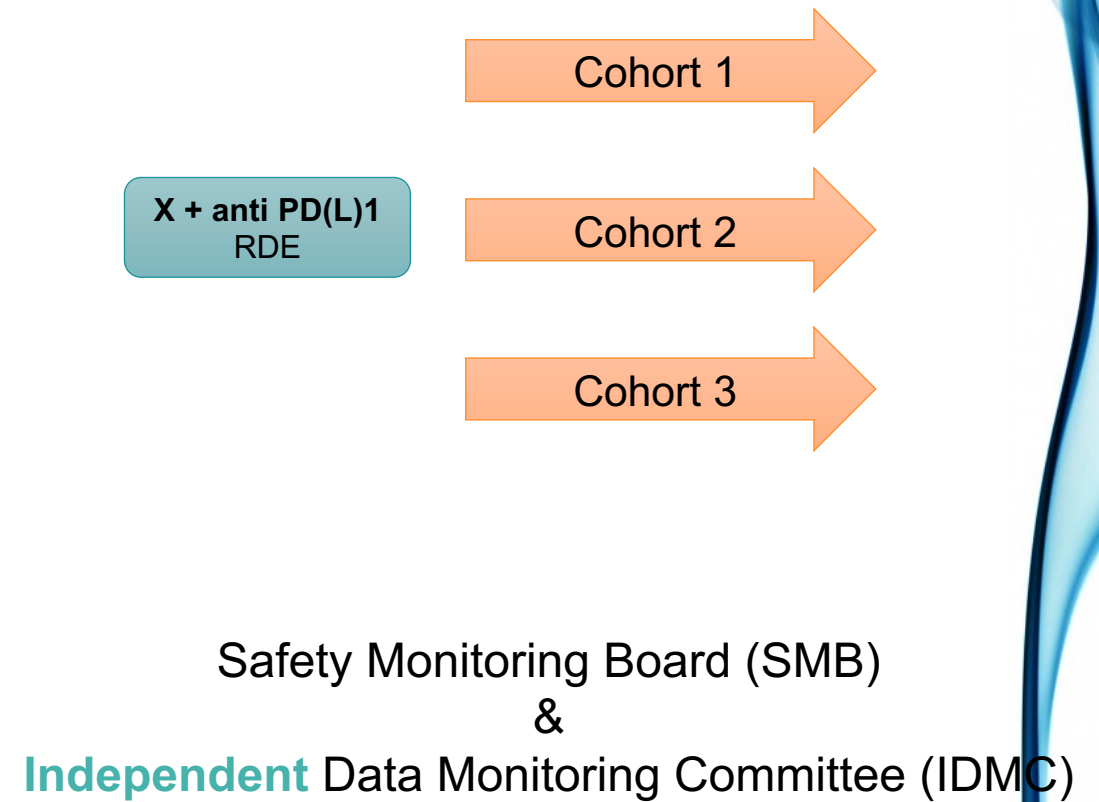 Cohort 1
X + anti PD(L)1
RDE
Cohort 2
Cohort 3
Safety Monitoring Board (SMB)
&
Independent Data Monitoring Committee (IDMC)